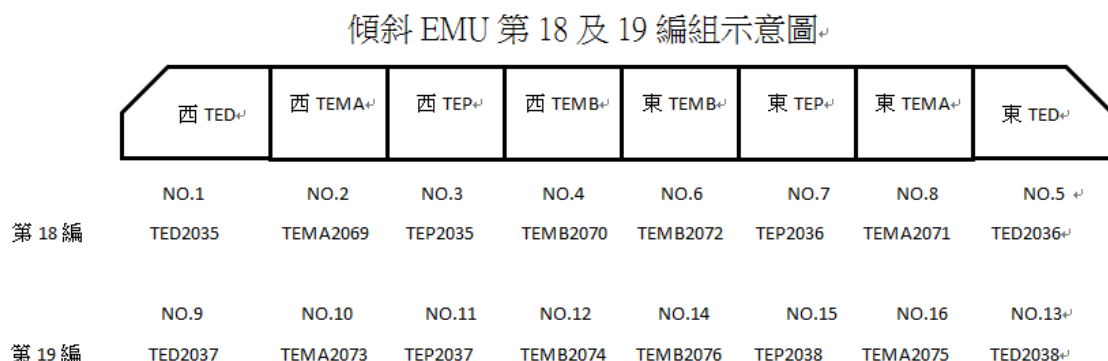 傾斜 EMU 第 18 及 19 編組示意圖
西 TED 西 TEMA 西 TEP 西 TEMB 東 TEMB 東 TEP 東 TEMA 東 TED
NO.1 NO.2 NO.3 NO.4 NO.6 NO.7 NO.8 NO.5
第 18 編 TED2035 TEMA2069 TEP2035 TEMB2070 TEMB2072 TEP2036 TEMA2071 TED2036
NO.9 NO.10 NO.11 NO.12 NO.14 NO.15 NO.16 NO.13
第 19 編 TED2037 TEMA2073 TEP2037 TEMB2074 TEMB2076 TEP2038 TEMA2075 TED2038